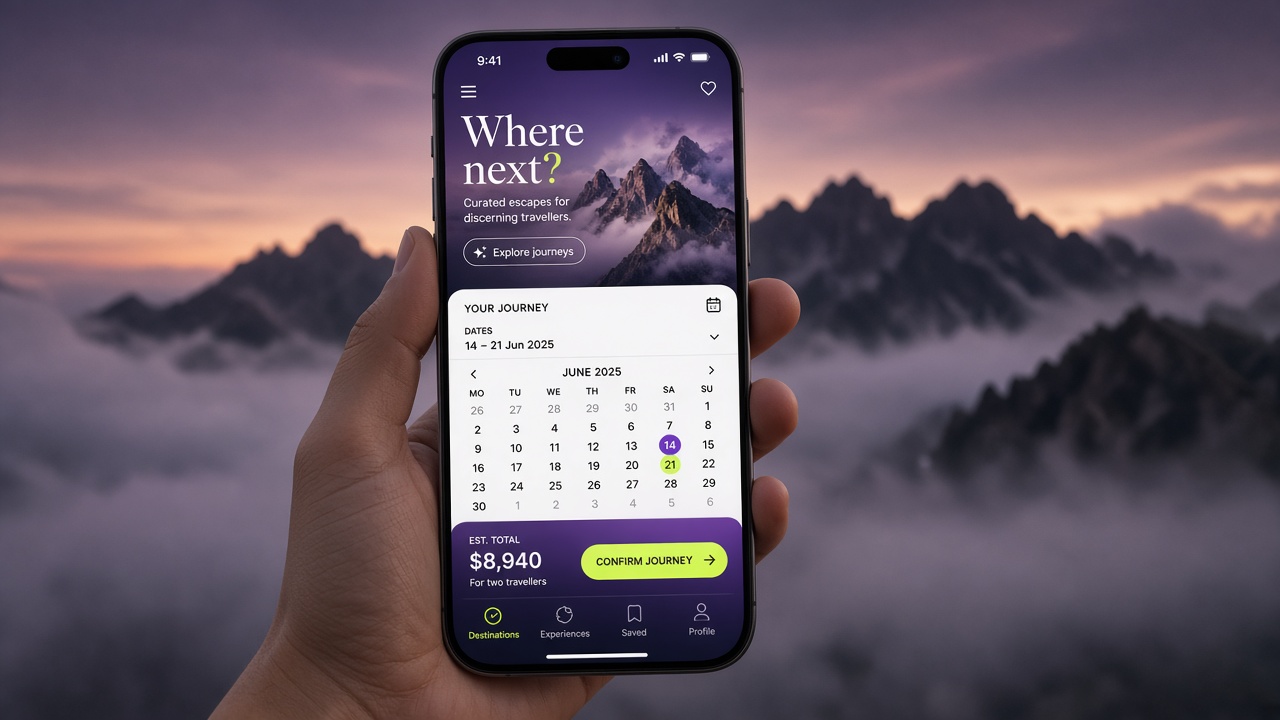 9:41
Where
next?
Curated escapes for
discerning travellers.
Explore journeys
YOUR JOURNEY
DATES
14 – 21 Jun 2025
JUNE 2025
MO TU WE TH FR SA SU
26 27 28 29 30 31 1
2 3 4 5 6 7 8
9 10 11 12 13 14 15
16 17 18 19 20 21 22
23 24 25 26 27 28 29
30 1 2 3 4 5 6
EST. TOTAL
$8,940
For two travellers
CONFIRM JOURNEY
Destinations Experiences Saved Profile